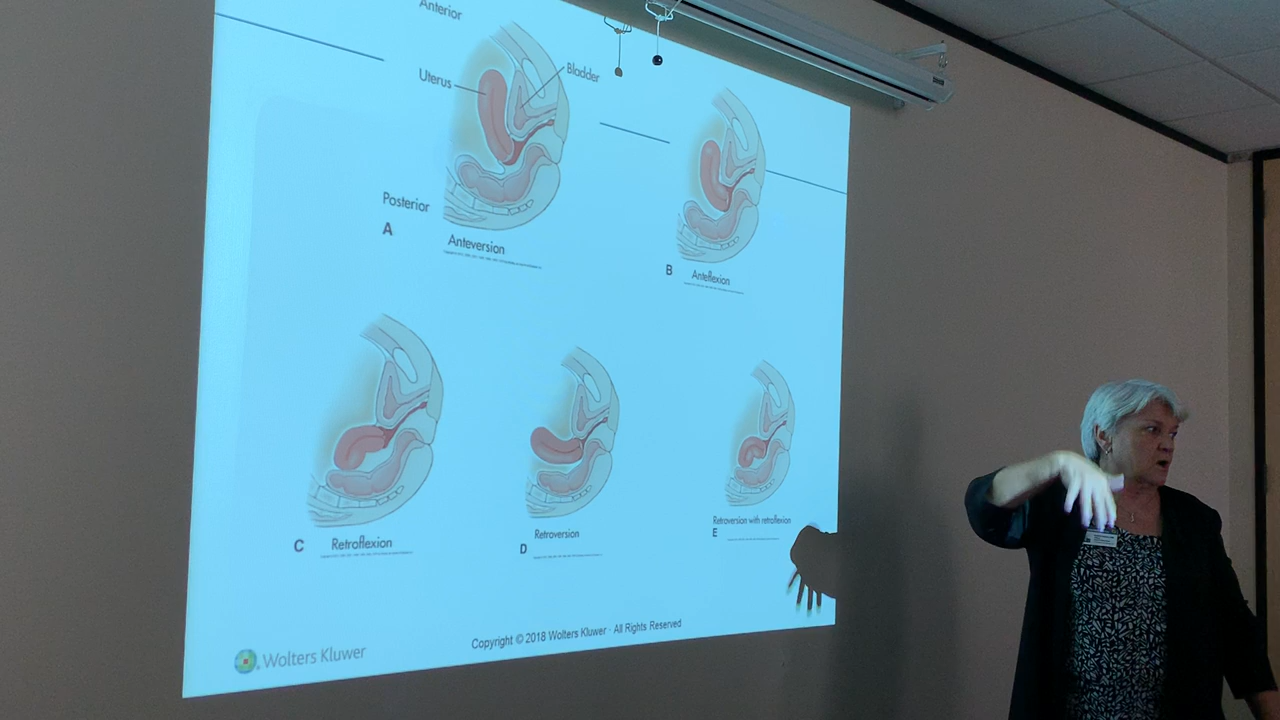 Anterior
Uterus
Bladder
Posterior
A
Anteversion
B
Anteflexion
C
Retroflexion
D
Retroversion
Retroversion with retroflexion
E
Copyright © 2018 Wolters Kluwer · All Rights Reserved
Wolters Kluwer